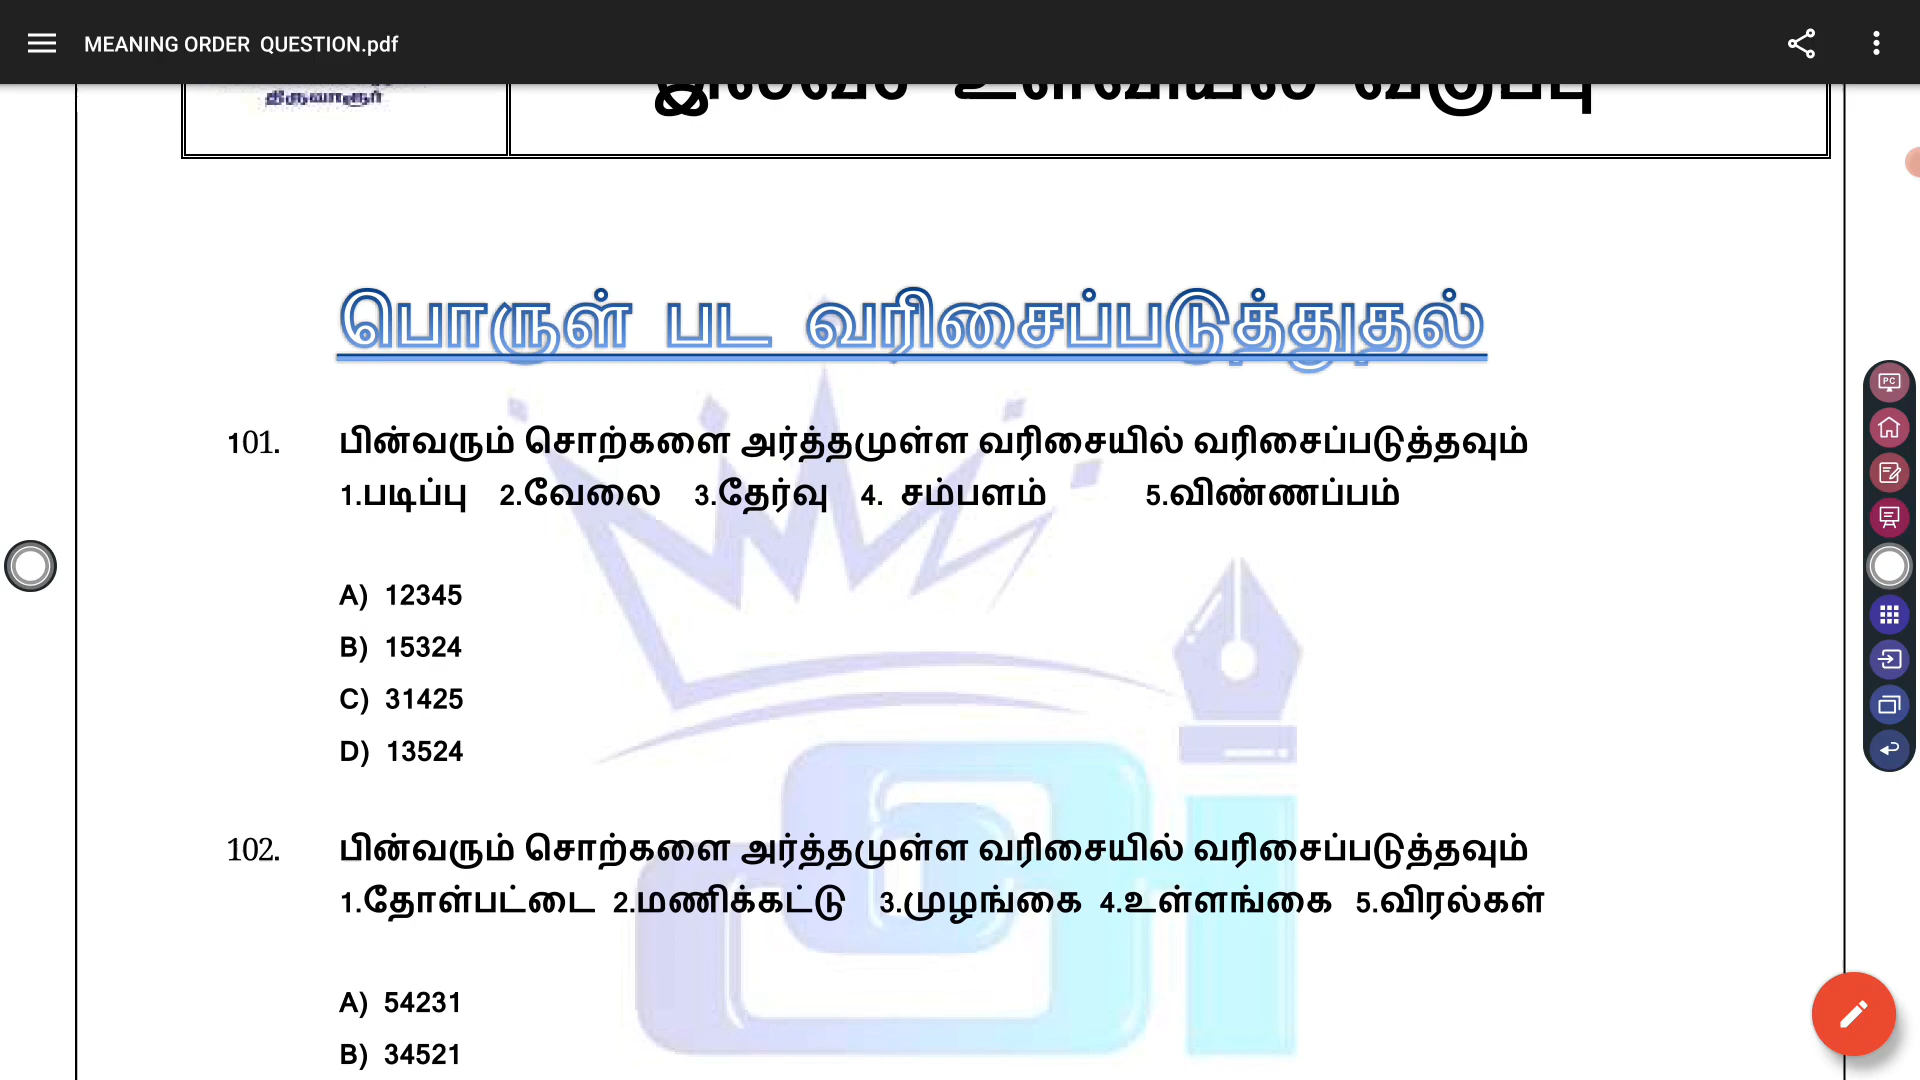 MEANING ORDER QUESTION.pdf
திருவாரூர்
பொருள் பட வரிசைப்படுத்துதல்
101. பின்வரும் சொற்களை அர்த்தமுள்ள வரிசையில் வரிசைப்படுத்தவும்
1.படிப்பு 2.வேலை 3.தேர்வு 4. சம்பளம் 5.விண்ணப்பம்
A) 12345
B) 15324
C) 31425
D) 13524
102. பின்வரும் சொற்களை அர்த்தமுள்ள வரிசையில் வரிசைப்படுத்தவும்
1.தோள்பட்டை 2.மணிக்கட்டு 3.முழங்கை 4.உள்ளங்கை 5.விரல்கள்
A) 54231
B) 34521
PC